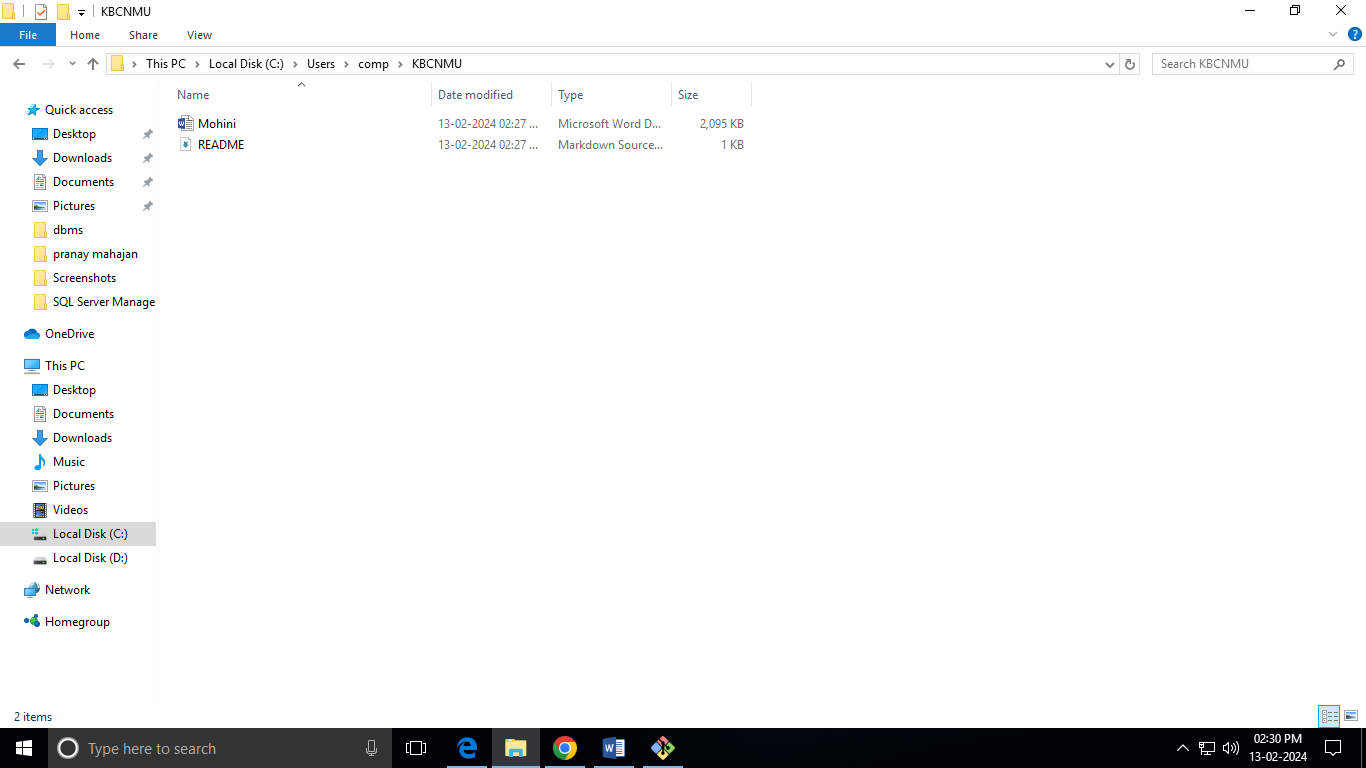 KBCNMU
File Home Share View
This PC Local Disk (C:) Users comp KBCNMU Search KBCNMU
Name Date modified Type Size
Mohini 13-02-2024 02:27 ... Microsoft Word D... 2,095 KB
README 13-02-2024 02:27 ... Markdown Source... 1 KB
Quick access
Desktop
Downloads
Documents
Pictures
dbms
pranay mahajan
Screenshots
SQL Server Manage
OneDrive
This PC
Desktop
Documents
Downloads
Music
Pictures
Videos
Local Disk (C:)
Local Disk (D:)
Network
Homegroup
2 items
Type here to search
02:30 PM
13-02-2024